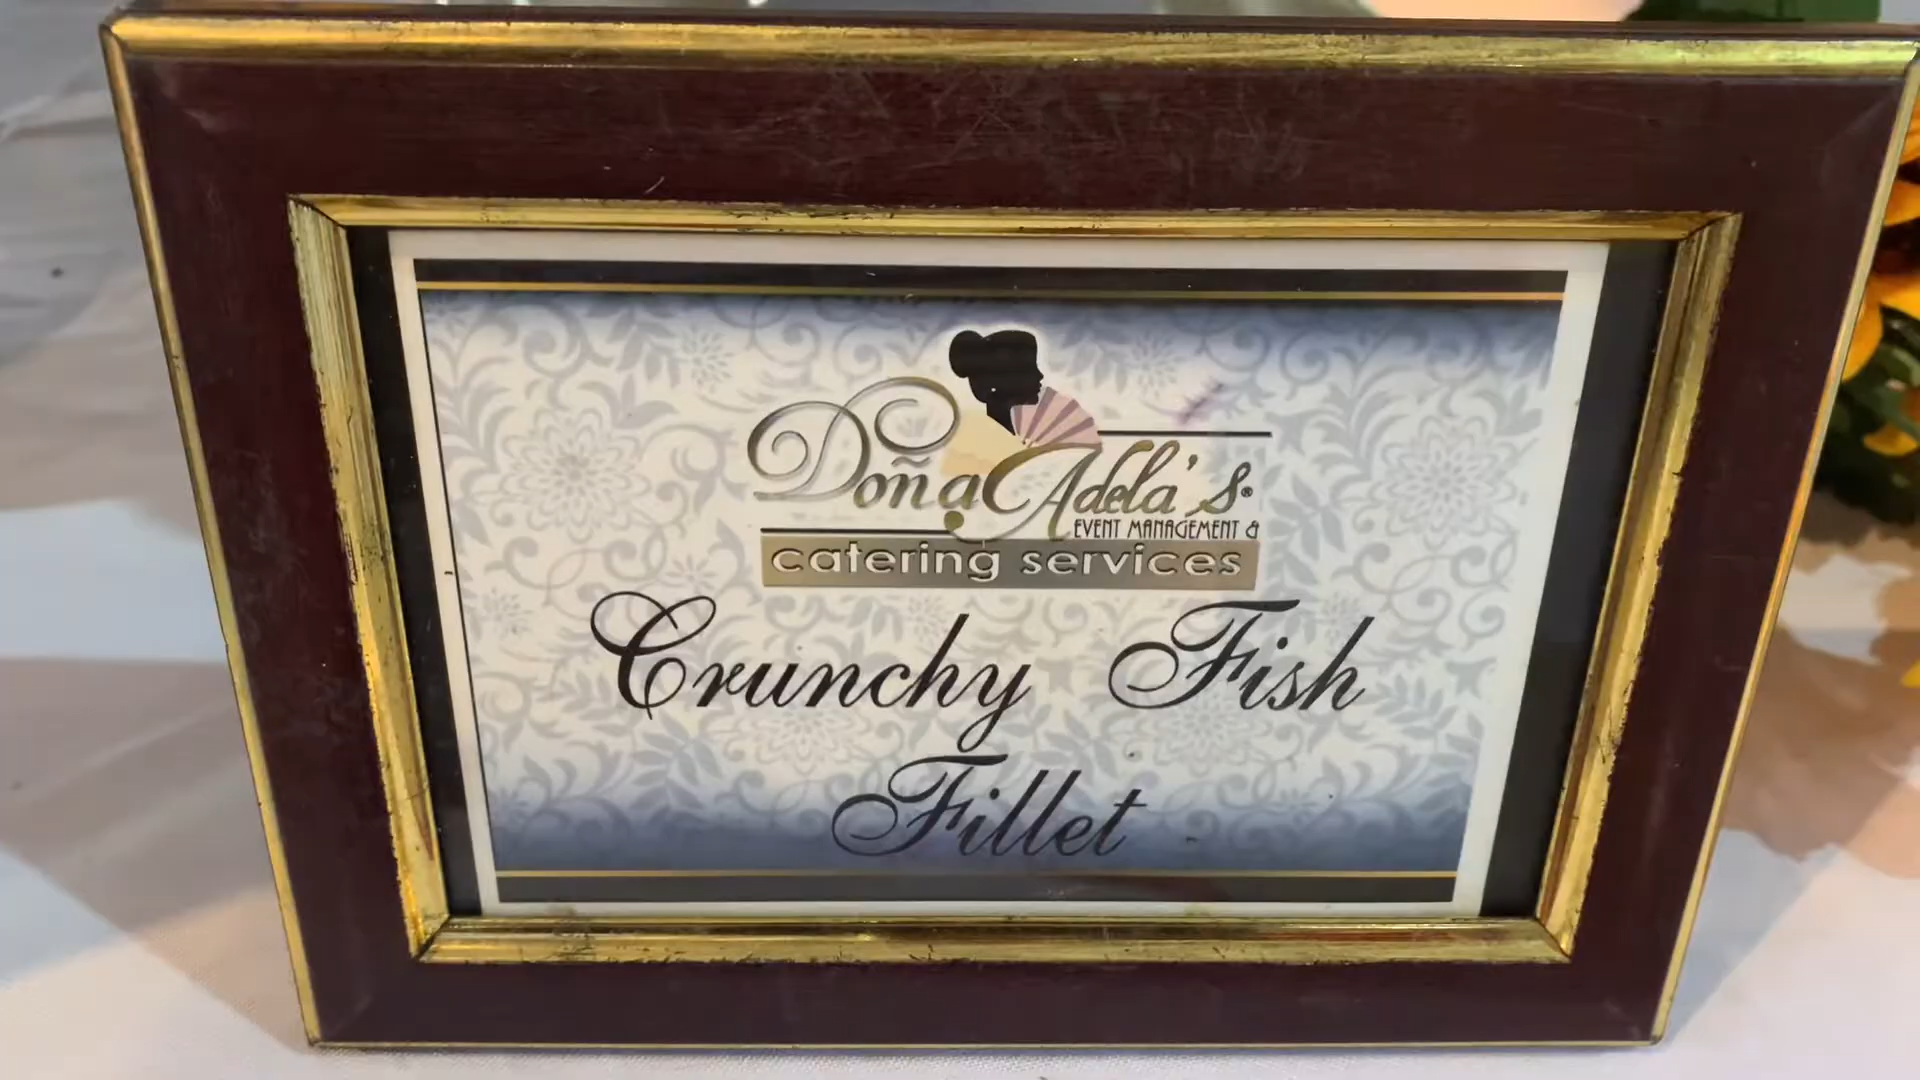 Doña Adela's®
EVENT MANAGEMENT &
catering services
Crunchy Fish
Fillet